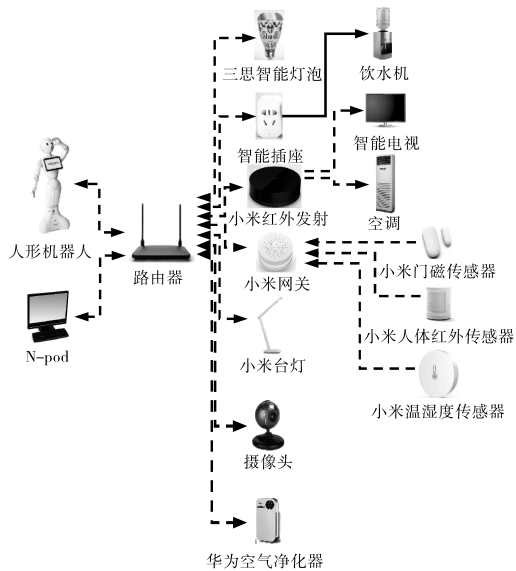 三思智能灯泡
饮水机
智能插座
智能电视
小米红外发射
空调
人形机器人
路由器
小米网关
小米门磁传感器
N-pod
小米人体红外传感器
小米台灯
小米温湿度传感器
摄像头
华为空气净化器